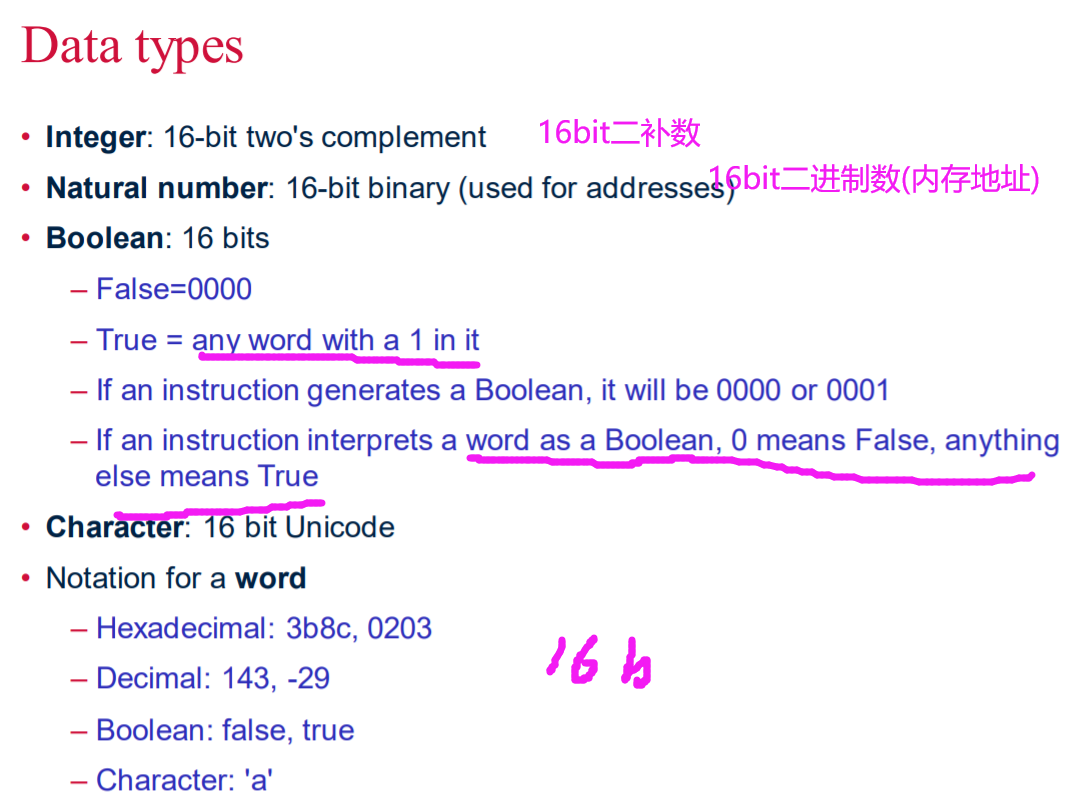 Data types
• Integer: 16-bit two's complement 16bit二补数
• Natural number: 16-bit binary (used for addresses) 16bit二进制数(内存地址)
• Boolean: 16 bits
– False=0000
– True = any word with a 1 in it
– If an instruction generates a Boolean, it will be 0000 or 0001
– If an instruction interprets a word as a Boolean, 0 means False, anything
else means True
• Character: 16 bit Unicode
• Notation for a word
– Hexadecimal: 3b8c, 0203
– Decimal: 143, -29
16 b
– Boolean: false, true
– Character: 'a'